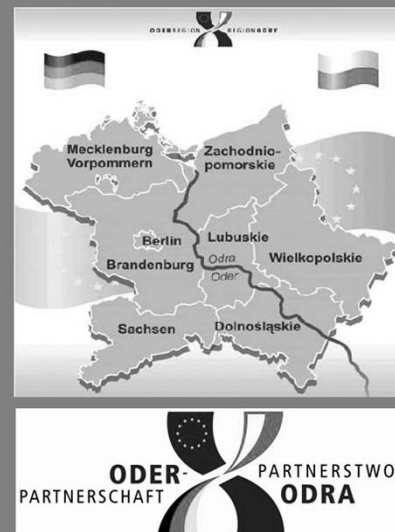 ODERREGION REGIONODRY
Mecklenburg
Vorpommern
Zachodnio-
pomorskie
Berlin
Brandenburg
Lubuskie
Odra
Oder
Wielkopolskie
Sachsen
Dolnośląskie
ODER-
PARTNERSCHAFT
PARTNERSTWO
ODRA